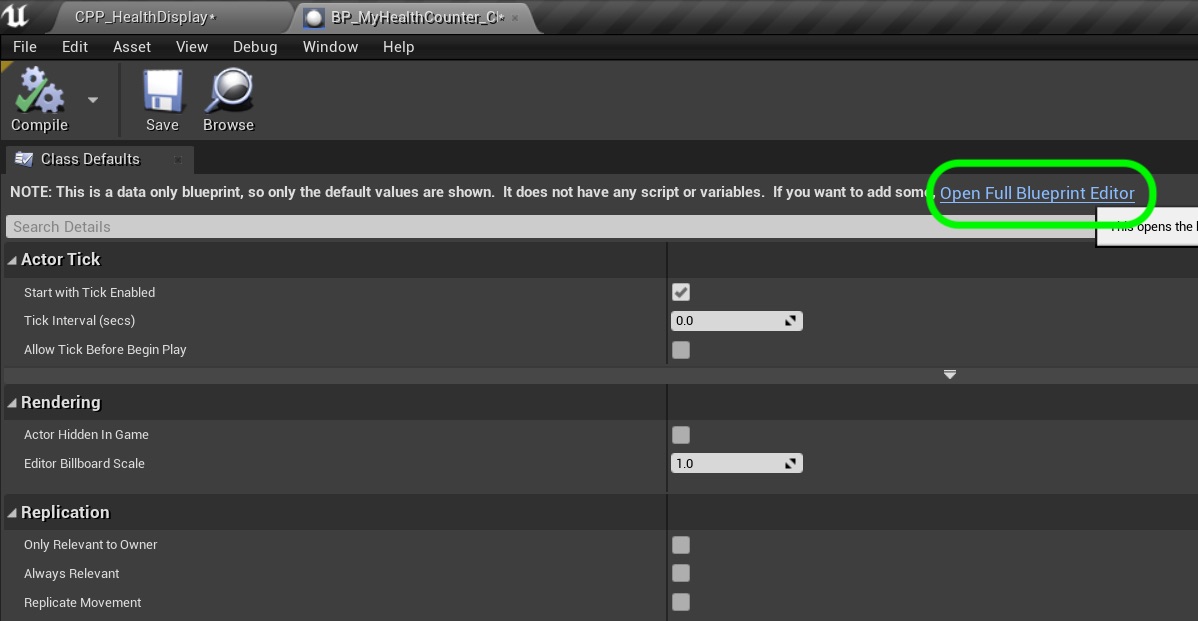 CPP_HealthDisplay*
BP_MyHealthCounter_C*
File Edit Asset View Debug Window Help
Compile Save Browse
Class Defaults
NOTE: This is a data only blueprint, so only the default values are shown. It does not have any script or variables. If you want to add some, Open Full Blueprint Editor
This opens the
Search Details
Actor Tick
Start with Tick Enabled
Tick Interval (secs) 0.0
Allow Tick Before Begin Play
Rendering
Actor Hidden In Game
Editor Billboard Scale 1.0
Replication
Only Relevant to Owner
Always Relevant
Replicate Movement